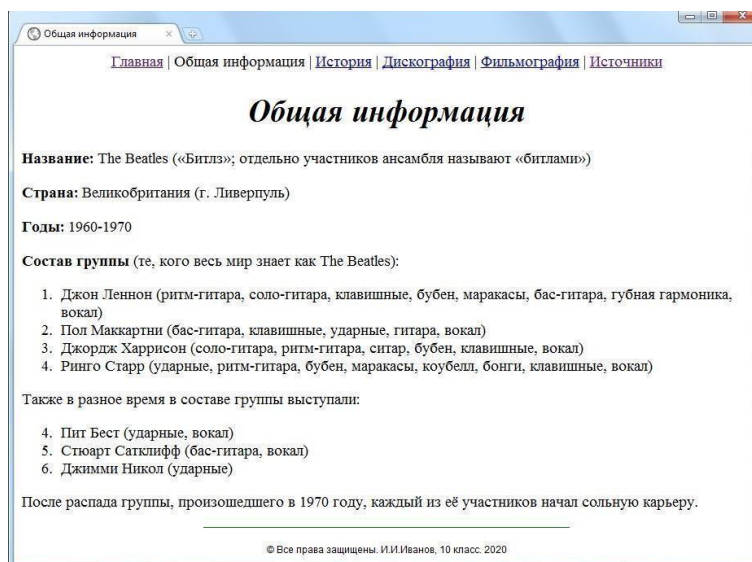 Общая информация
Главная | Общая информация | История | Дискография | Фильмография | Источники
Общая информация
Название: The Beatles («Битлз»; отдельно участников ансамбля называют «битлами»)
Страна: Великобритания (г. Ливерпуль)
Годы: 1960-1970
Состав группы (те, кого весь мир знает как The Beatles):
1. Джон Леннон (ритм-гитара, соло-гитара, клавишные, бубен, маракасы, бас-гитара, губная гармоника,
вокал)
2. Пол Маккартни (бас-гитара, клавишные, ударные, гитара, вокал)
3. Джордж Харрисон (соло-гитара, ритм-гитара, ситар, бубен, клавишные, вокал)
4. Ринго Старр (ударные, ритм-гитара, бубен, маракасы, коубелл, бонги, клавишные, вокал)
Также в разное время в составе группы выступали:
4. Пит Бест (ударные, вокал)
5. Стюарт Сатклифф (бас-гитара, вокал)
6. Джимми Никол (ударные)
После распада группы, произошедшего в 1970 году, каждый из её участников начал сольную карьеру.
© Все права защищены. И.И.Иванов, 10 класс. 2020